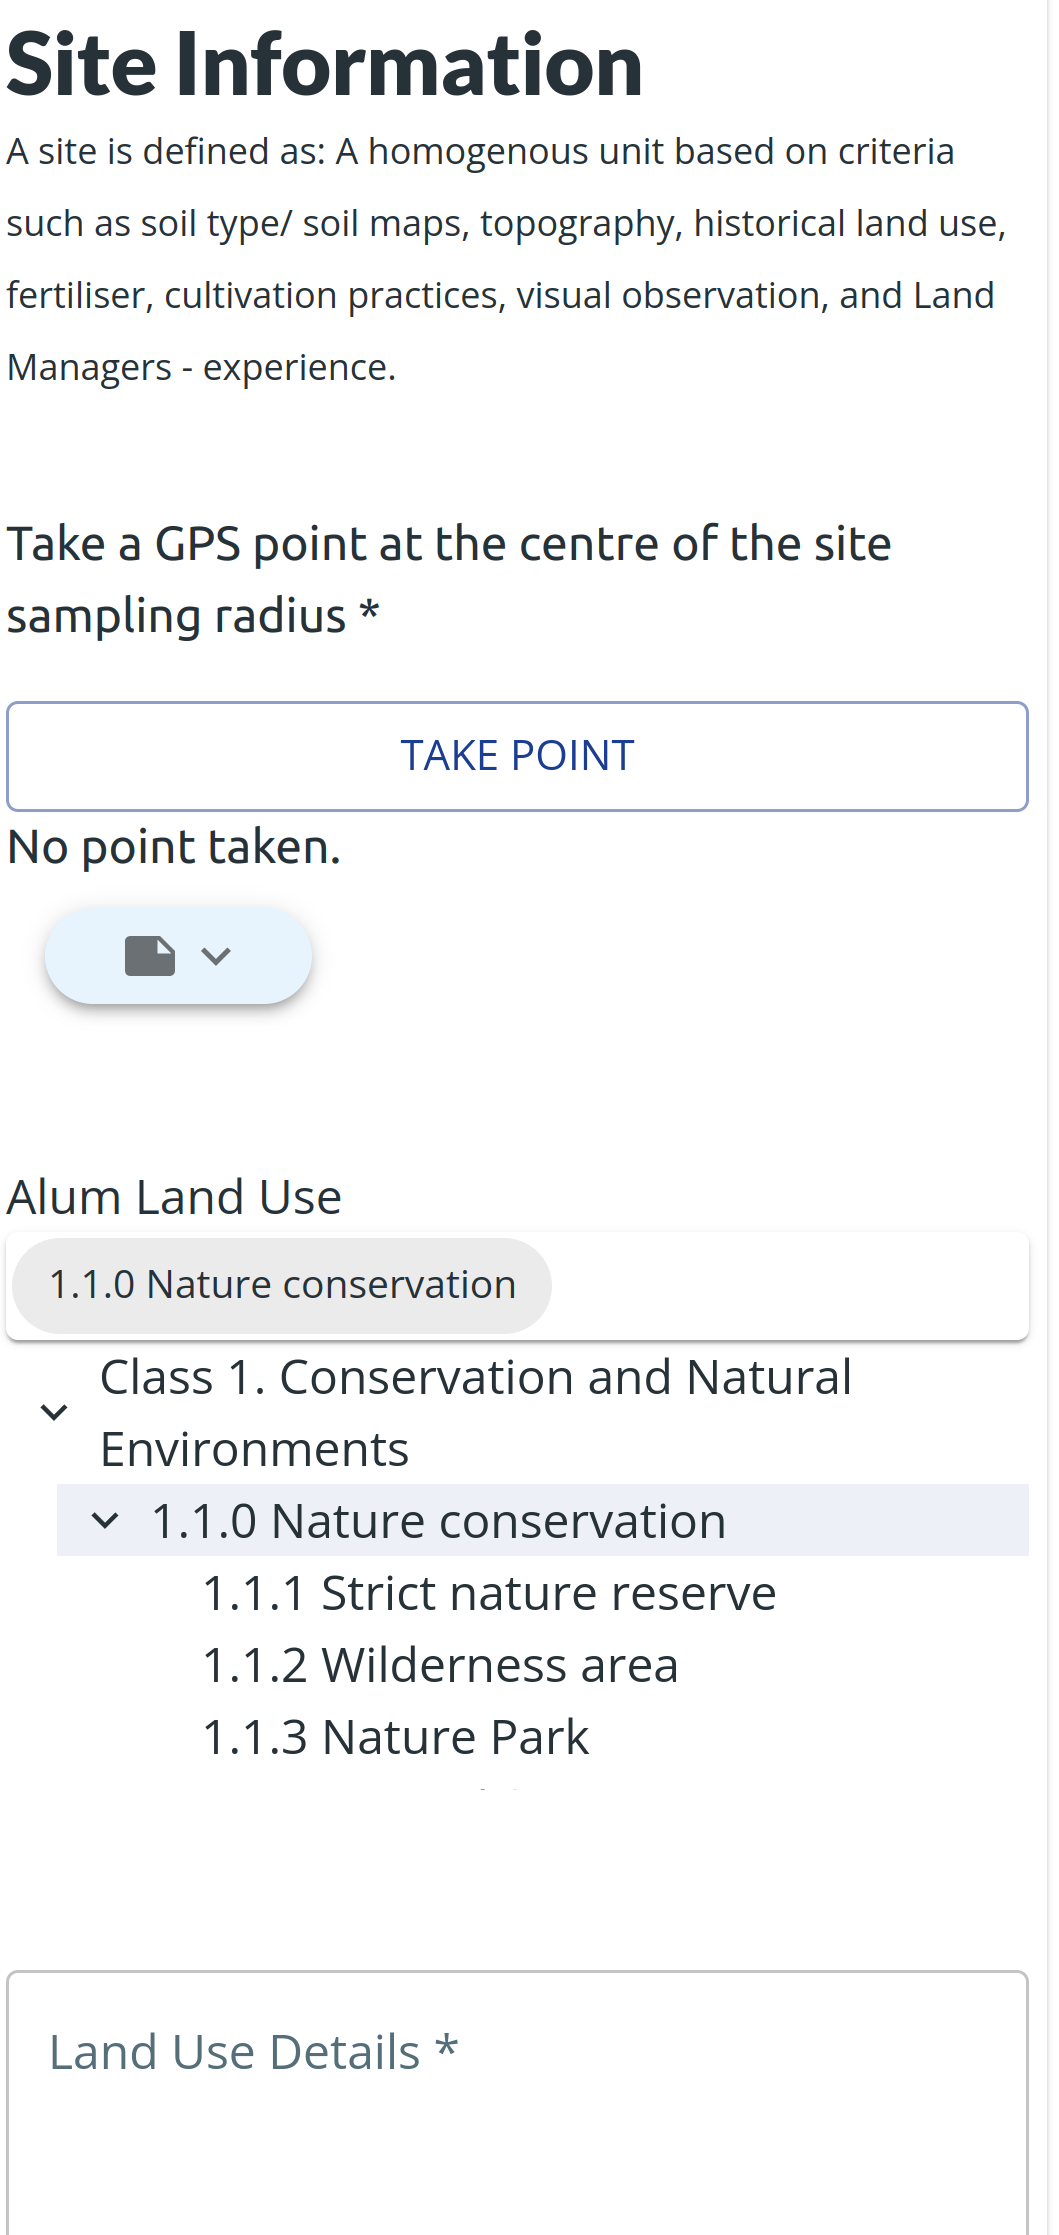 Site Information
A site is defined as: A homogenous unit based on criteria
such as soil type/ soil maps, topography, historical land use,
fertiliser, cultivation practices, visual observation, and Land
Managers - experience.
Take a GPS point at the centre of the site
sampling radius *
TAKE POINT
No point taken.
Alum Land Use
1.1.0 Nature conservation
Class 1. Conservation and Natural
Environments
1.1.0 Nature conservation
1.1.1 Strict nature reserve
1.1.2 Wilderness area
1.1.3 Nature Park
Land Use Details *